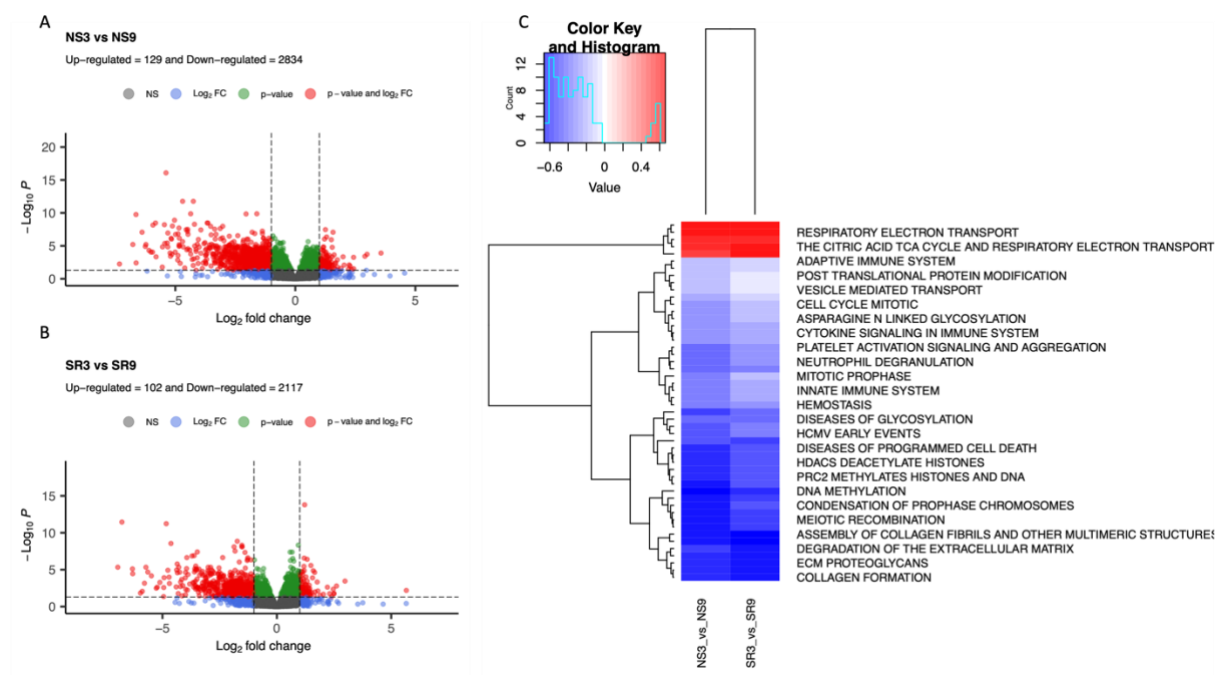 A
NS3 vs NS9
Up−regulated = 129 and Down−regulated = 2834
NS Log2 FC p−value p − value and log2 FC
−Log10 P
20
15
10
5
0
−5 0 5
Log2 fold change
B
SR3 vs SR9
Up−regulated = 102 and Down−regulated = 2117
NS Log2 FC p−value p − value and log2 FC
−Log10 P
15
10
5
0
−5 0 5
Log2 fold change
C
Color Key
and Histogram
Count
12
8
4
0
−0.6 0 0.4
Value
RESPIRATORY ELECTRON TRANSPORT
THE CITRIC ACID TCA CYCLE AND RESPIRATORY ELECTRON TRANSPORT
ADAPTIVE IMMUNE SYSTEM
POST TRANSLATIONAL PROTEIN MODIFICATION
VESICLE MEDIATED TRANSPORT
CELL CYCLE MITOTIC
ASPARAGINE N LINKED GLYCOSYLATION
CYTOKINE SIGNALING IN IMMUNE SYSTEM
PLATELET ACTIVATION SIGNALING AND AGGREGATION
NEUTROPHIL DEGRANULATION
MITOTIC PROPHASE
INNATE IMMUNE SYSTEM
HEMOSTASIS
DISEASES OF GLYCOSYLATION
HCMV EARLY EVENTS
DISEASES OF PROGRAMMED CELL DEATH
HDACS DEACETYLATE HISTONES
PRC2 METHYLATES HISTONES AND DNA
DNA METHYLATION
CONDENSATION OF PROPHASE CHROMOSOMES
MEIOTIC RECOMBINATION
ASSEMBLY OF COLLAGEN FIBRILS AND OTHER MULTIMERIC STRUCTURES
DEGRADATION OF THE EXTRACELLULAR MATRIX
ECM PROTEOGLYCANS
COLLAGEN FORMATION
NS3_vs_NS9
SR3_vs_SR9